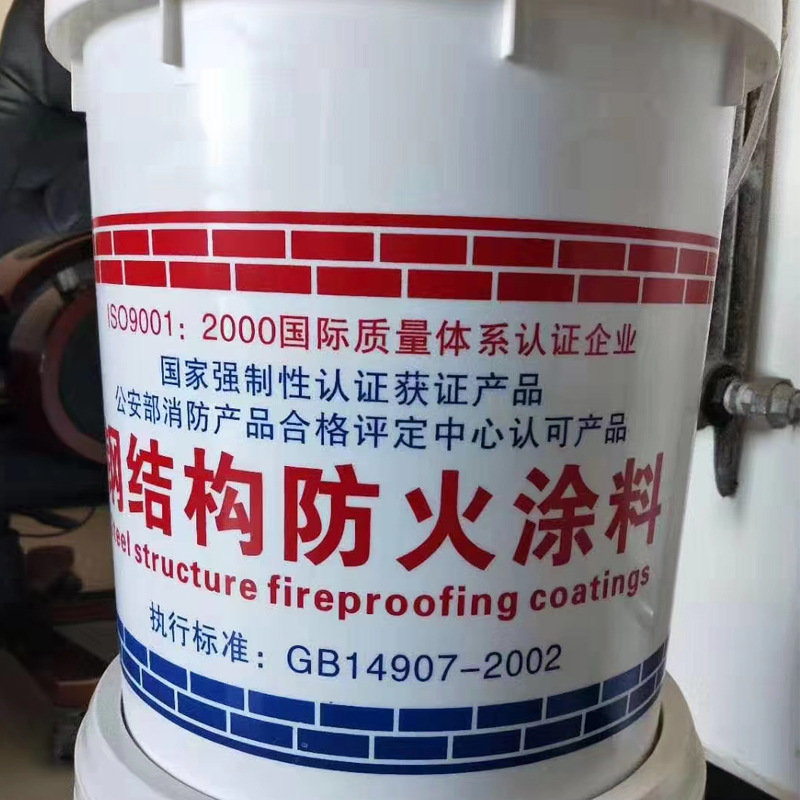 ISO9001：2000国际质量体系认证企业
国家强制性认证获证产品
公安部消防产品合格评定中心认可产品
钢结构防火涂料
steel structure fireproofing coatings
执行标准：GB14907-2002